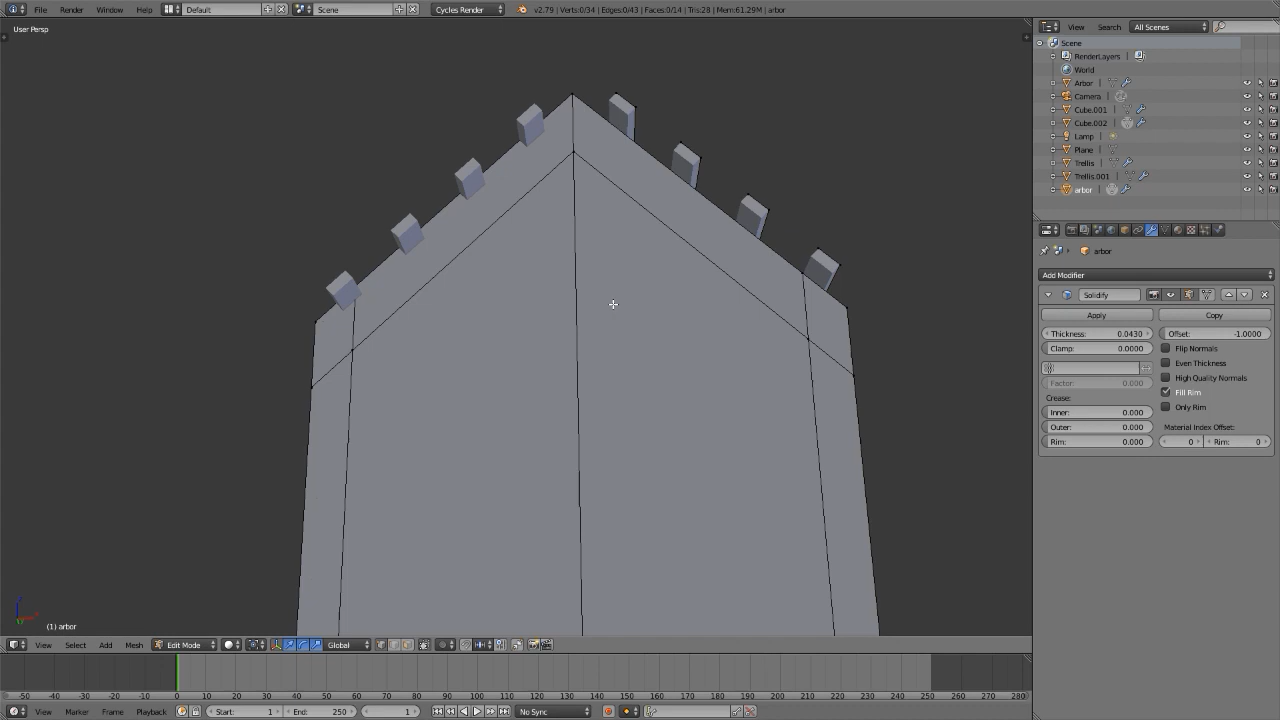 File Render Window Help Default Scene Cycles Render v2.79 | Verts:0/34 | Edges:0/43 | Faces:0/14 | Tris:28 | Mem:61.29M | arbor
User Persp
View Search All Scenes
Scene
RenderLayers
World
Arbor
Camera
Cube.001
Cube.002
Lamp
Plane
Trellis
Trellis.001
arbor
arbor
Add Modifier
Solidify
Apply Copy
Thickness: 0.0430 Offset: -1.0000
Clamp: 0.0000 Flip Normals
Even Thickness
Factor: 0.000 High Quality Normals
Crease: Fill Rim
Inner: 0.000 Only Rim
Outer: 0.000 Material Index Offset:
Rim: 0.000 0 Rim: 0
(1) arbor
View Select Add Mesh Edit Mode Global
-50 -40 -30 -20 -10 0 10 20 30 40 50 60 70 80 90 100 110 120 130 140 150 160 170 180 190 200 210 220 230 240 250 260 270 280
View Marker Frame Playback Start: 1 End: 250 1 No Sync